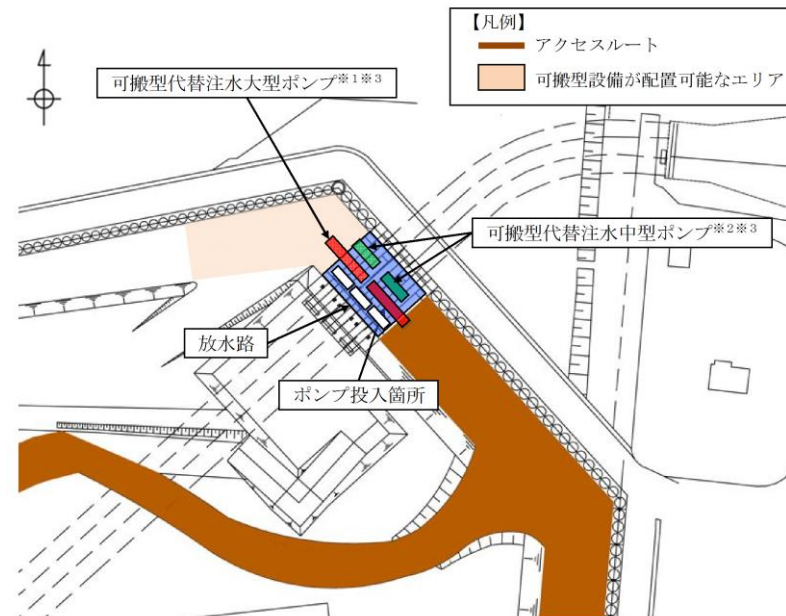 【凡例】
アクセスルート
可搬型設備が配置可能なエリア
可搬型代替注水大型ポンプ※1※3
可搬型代替注水中型ポンプ※2※3
放水路
ポンプ投入箇所